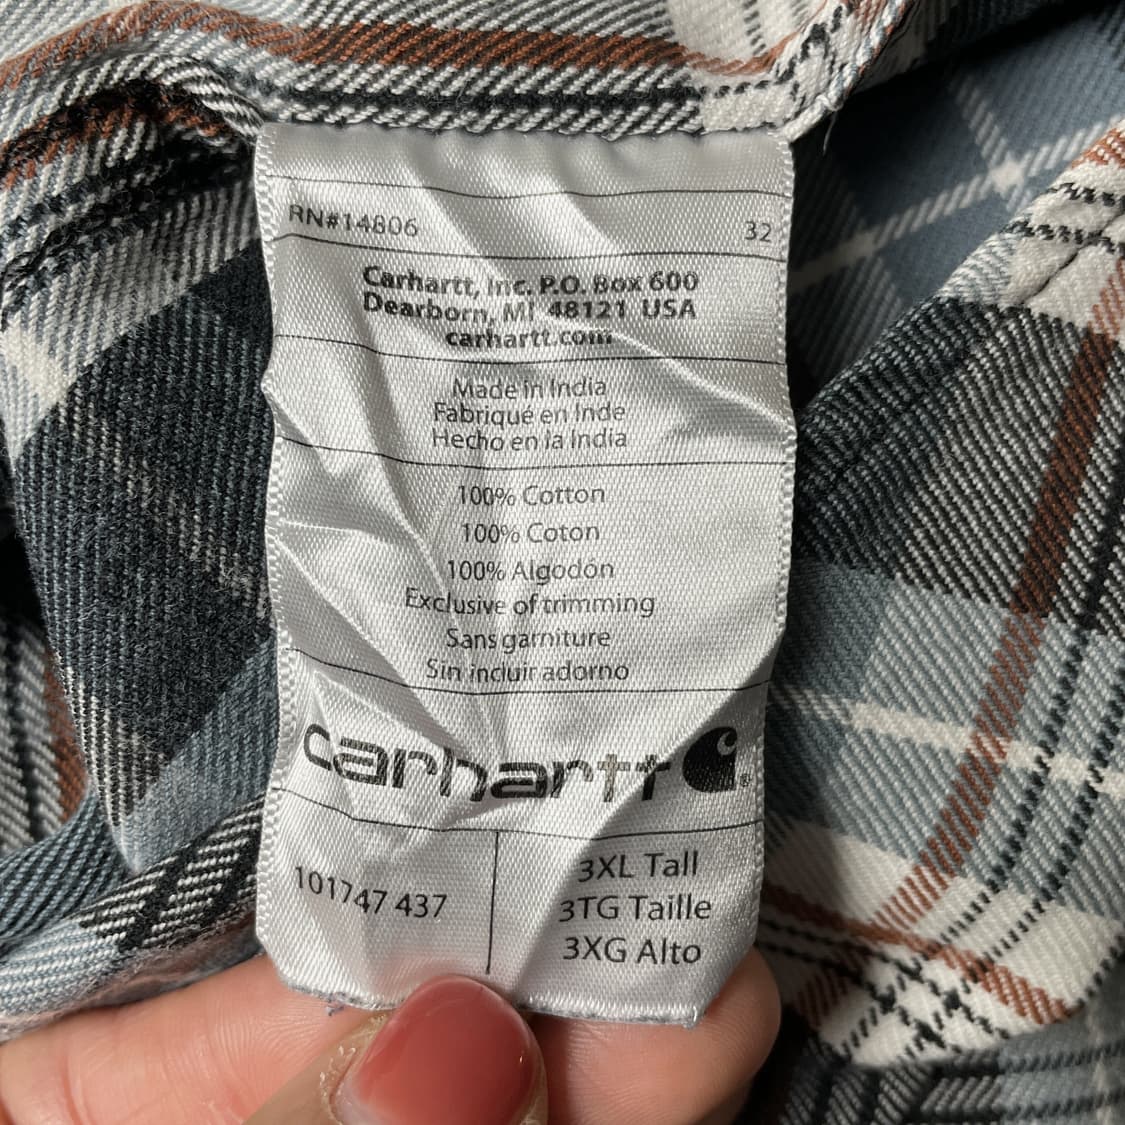 RN#14806 32
Carhartt, Inc. P.O. Box 600
Dearborn, MI 48121 USA
carhartt.com
Made in India
Fabriqué en Inde
Hecho en la India
100% Cotton
100% Coton
100% Algodón
Exclusive of trimming
Sans garniture
Sin incluir adorno
carhartt
101747 437
3XL Tall
3TG Taille
3XG Alto